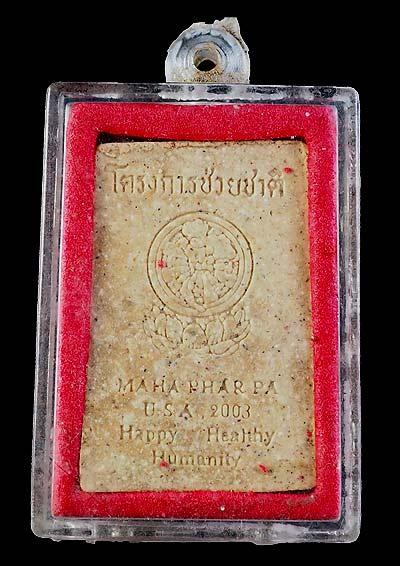 โครงการช่วยชาติ
MAHA PHAR PA
U.S.A. 2003
Happy Healthy
Humanity